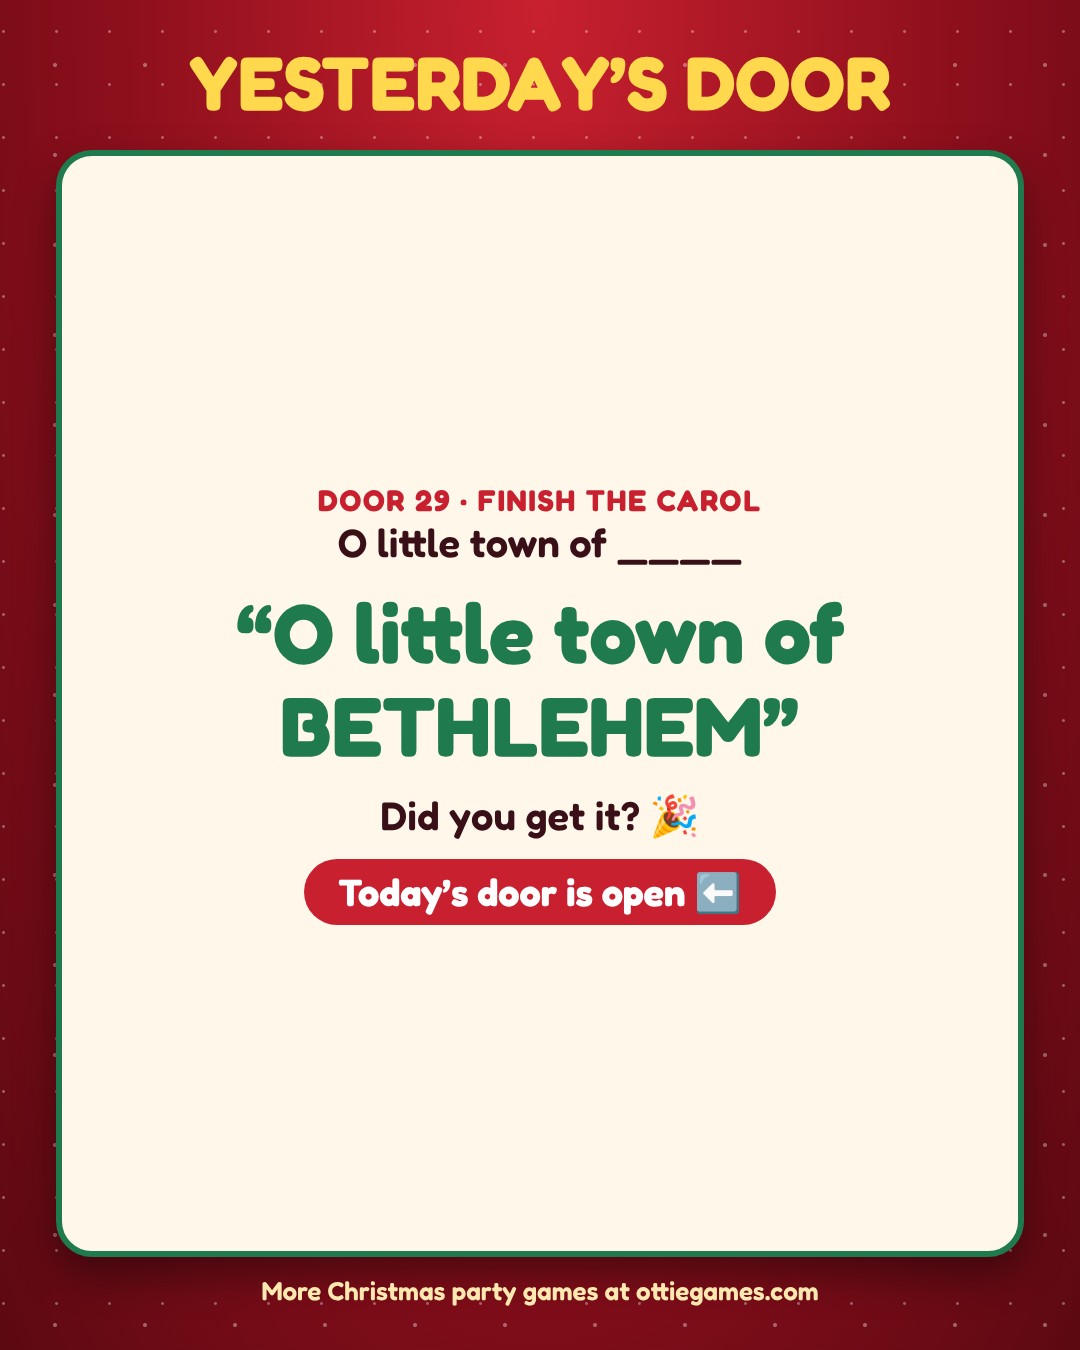 YESTERDAY’S DOOR
DOOR 29 · FINISH THE CAROL
O little town of ____
“O little town of
BETHLEHEM”
Did you get it? 🎉
Today’s door is open ⬅️
More Christmas party games at ottiegames.com